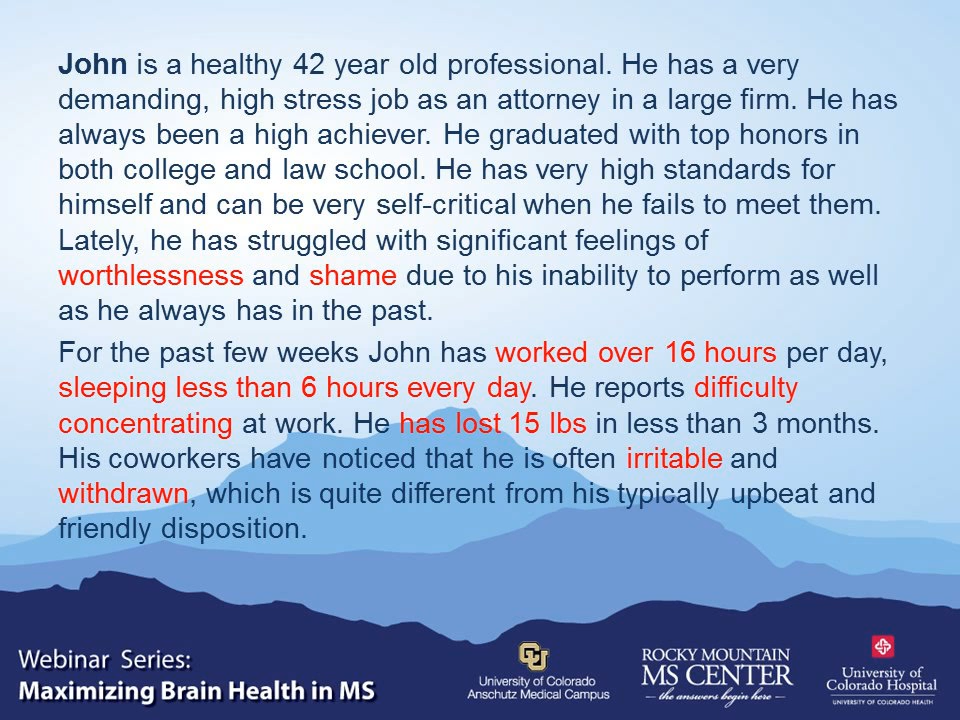 John is a healthy 42 year old professional. He has a very
demanding, high stress job as an attorney in a large firm. He has
always been a high achiever. He graduated with top honors in
both college and law school. He has very high standards for
himself and can be very self-critical when he fails to meet them.
Lately, he has struggled with significant feelings of
worthlessness and shame due to his inability to perform as well
as he always has in the past.
For the past few weeks John has worked over 16 hours per day,
sleeping less than 6 hours every day. He reports difficulty
concentrating at work. He has lost 15 lbs in less than 3 months.
His coworkers have noticed that he is often irritable and
withdrawn, which is quite different from his typically upbeat and
friendly disposition.
Webinar Series:
Maximizing Brain Health in MS
CU
University of Colorado
Anschutz Medical Campus
ROCKY MOUNTAIN
MS CENTER
the answers begin here
University of
Colorado Hospital
UNIVERSITY OF COLORADO HEALTH